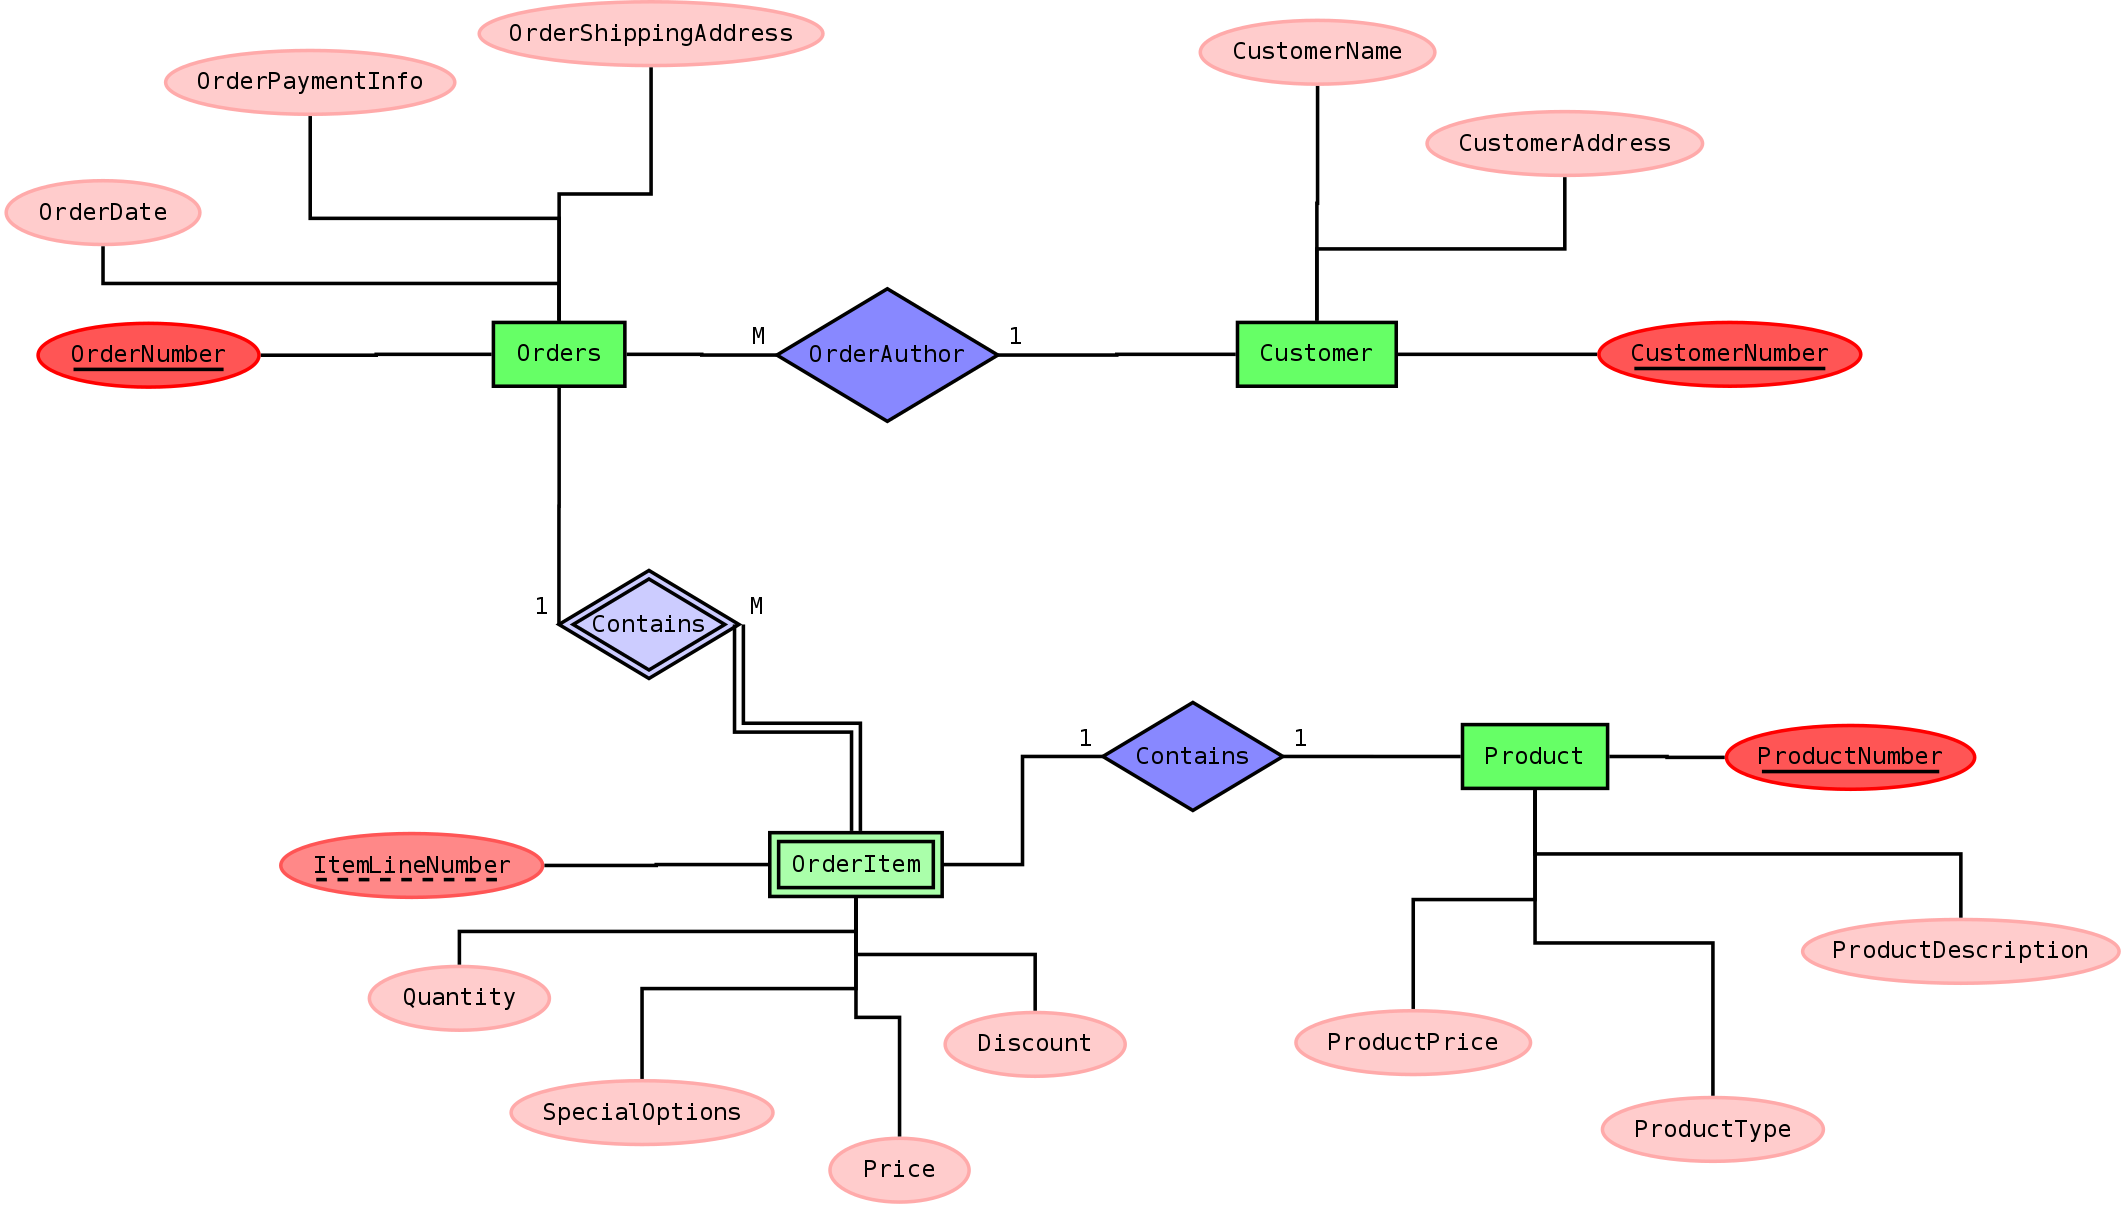 OrderShippingAddress
CustomerName
OrderPaymentInfo
CustomerAddress
OrderDate
M
1
OrderNumber
Orders
OrderAuthor
Customer
CustomerNumber
1
M
Contains
1
1
Contains
Product
ProductNumber
ItemLineNumber
OrderItem
ProductDescription
Quantity
Discount
ProductPrice
SpecialOptions
ProductType
Price